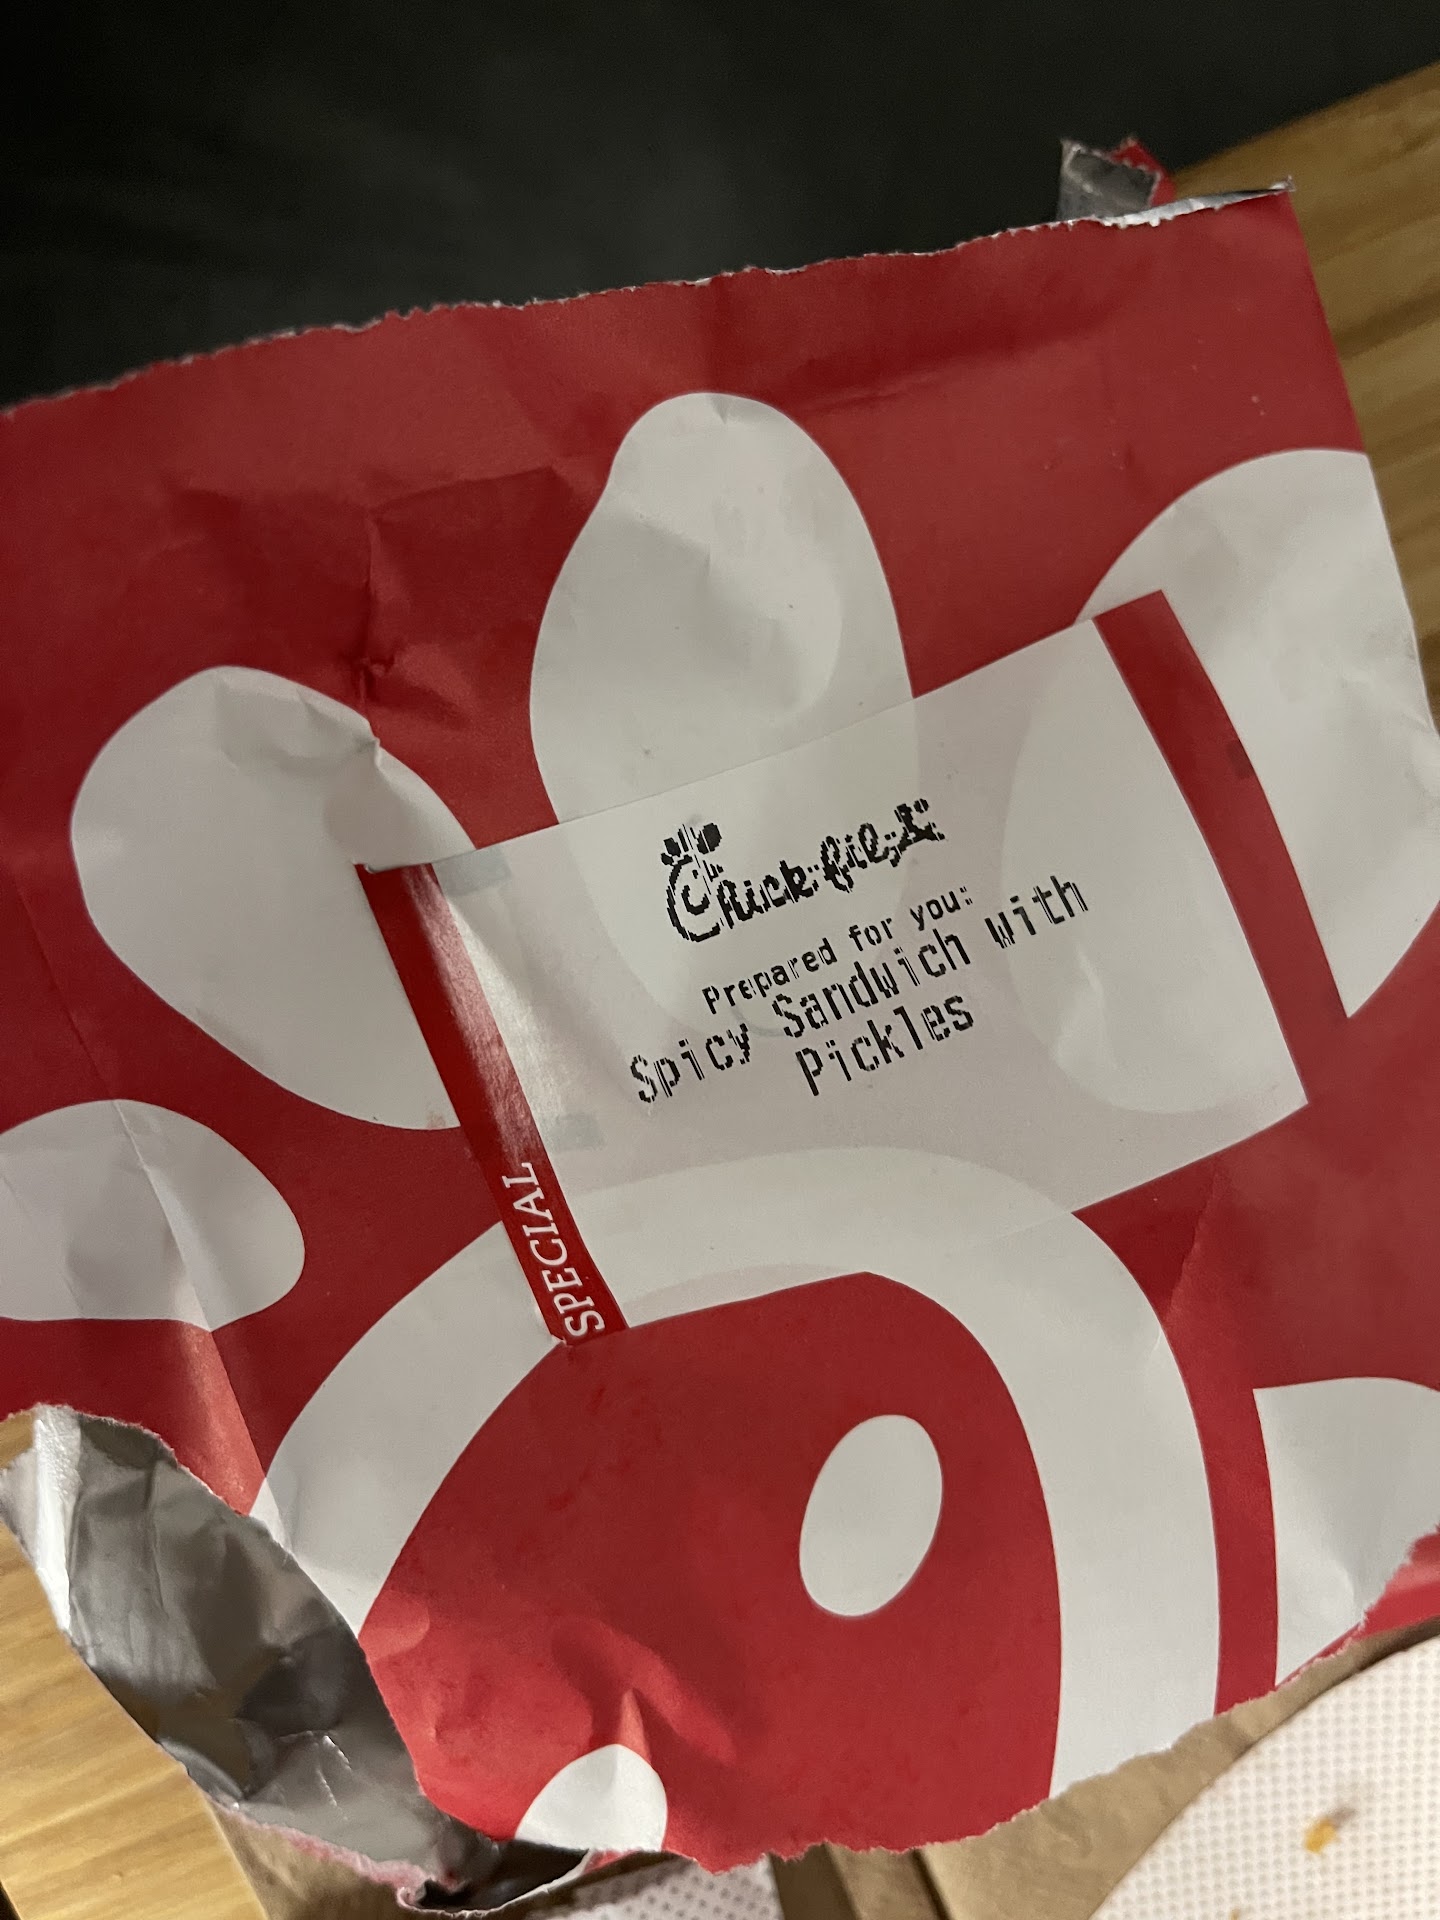 Chick-fil-A
Prepared for you:
Spicy Sandwich with
Pickles
SPECIAL